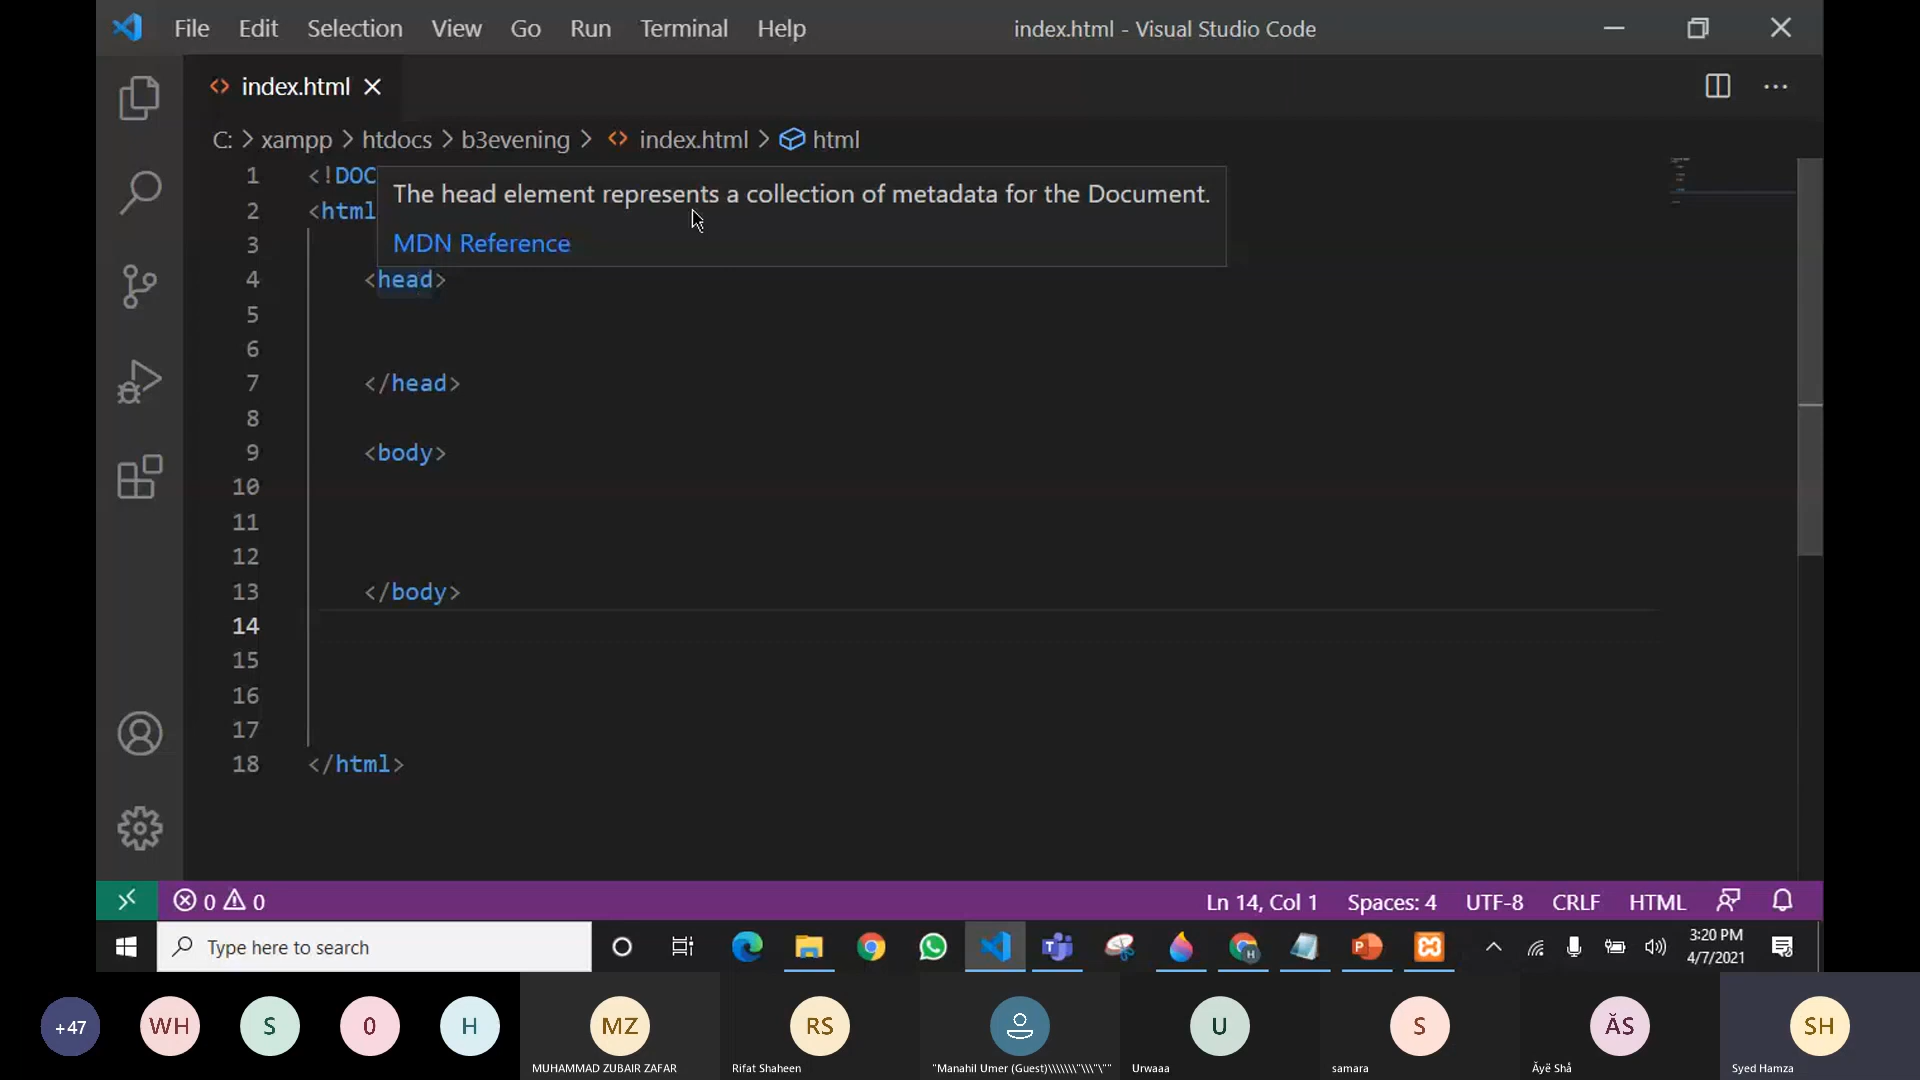 File Edit Selection View Go Run Terminal Help index.html - Visual Studio Code
<> index.html
C: > xampp > htdocs > b3evening > <> index.html > html
1 <!DOC
The head element represents a collection of metadata for the Document.
2 <html
3
MDN Reference
4 <head>
5
6
7 </head>
8
9 <body>
10
11
12
13 </body>
14
15
16
17
18 </html>
0 0 Ln 14, Col 1 Spaces: 4 UTF-8 CRLF HTML
Type here to search
3:20 PM
4/7/2021
+47 WH S 0 H MZ RS U S ĂS SH
MUHAMMAD ZUBAIR ZAFAR Rifat Shaheen "Manahil Umer (Guest)\\\\\\\"\\\"\"" Urwaaa samara Ăyë Shå Syed Hamza